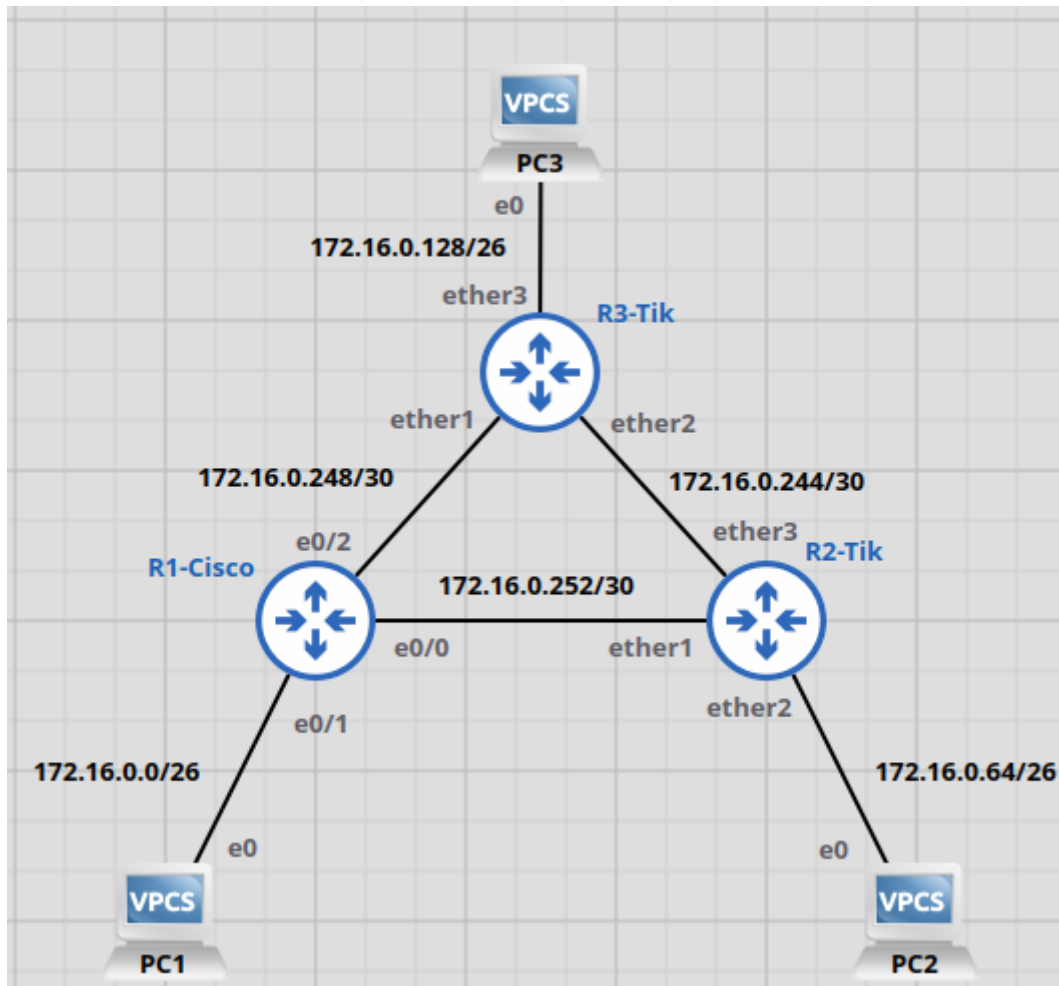 VPCS
PC3
e0
172.16.0.128/26
ether3
R3-Tik
ether1
ether2
172.16.0.248/30
172.16.0.244/30
e0/2
ether3
R1-Cisco
R2-Tik
172.16.0.252/30
e0/0
ether1
e0/1
ether2
172.16.0.0/26
172.16.0.64/26
e0
e0
VPCS
VPCS
PC1
PC2